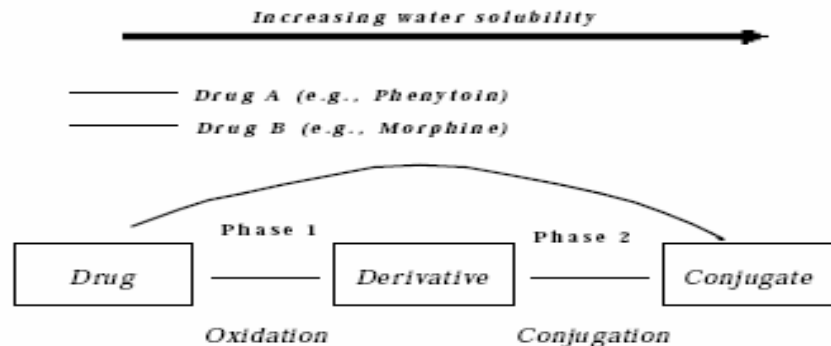 Increasing water solubility
Drug A (e.g., Phenytoin)
Drug B (e.g., Morphine)
Phase 1
Phase 2
Drug
Derivative
Conjugate
Oxidation
Conjugation